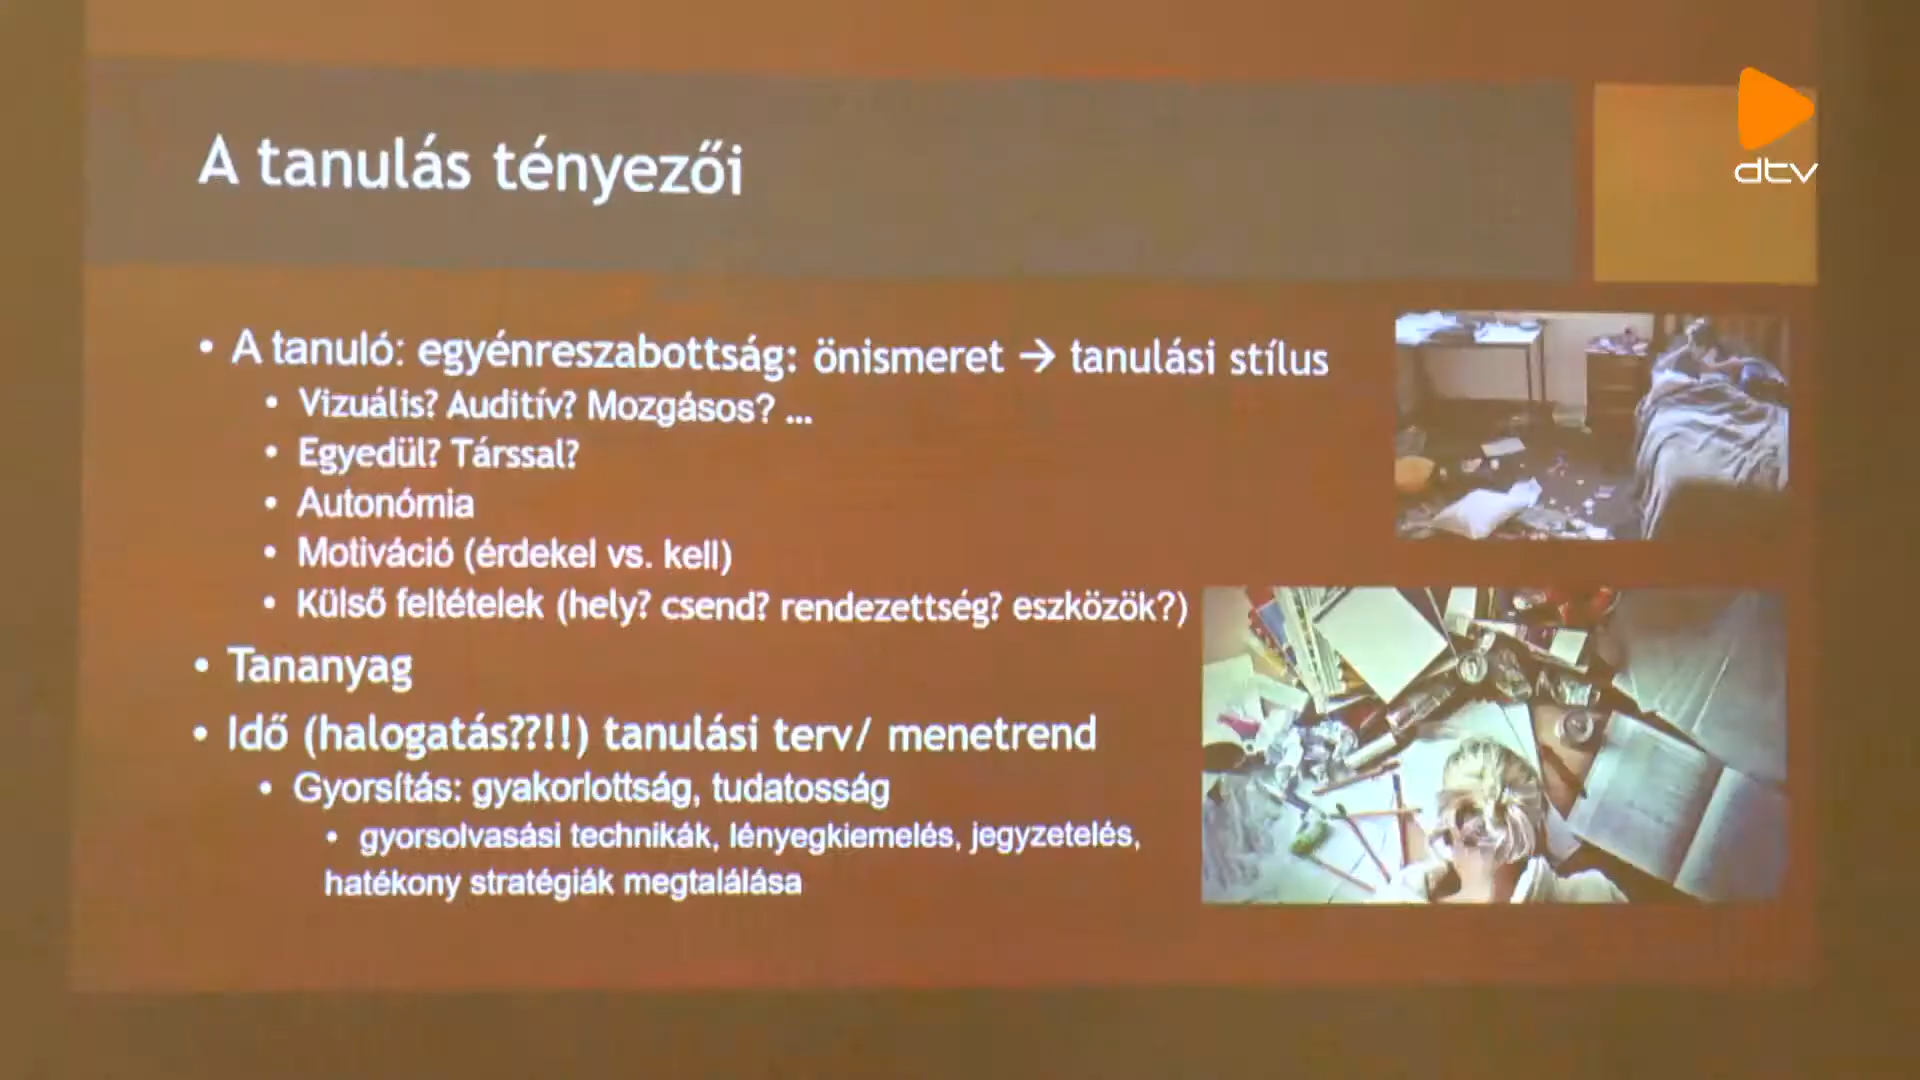 A tanulás tényezői
dtv
• A tanuló: egyénreszabottság: önismeret → tanulási stílus
• Vizuális? Auditív? Mozgásos? ...
• Egyedül? Társsal?
• Autonómia
• Motiváció (érdekel vs. kell)
• Külső feltételek (hely? csend? rendezettség? eszközök?)
• Tananyag
• Idő (halogatás??!!) tanulási terv/ menetrend
• Gyorsítás: gyakorlottság, tudatosság
• gyorsolvasási technikák, lényegkiemelés, jegyzetelés,
hatékony stratégiák megtalálása